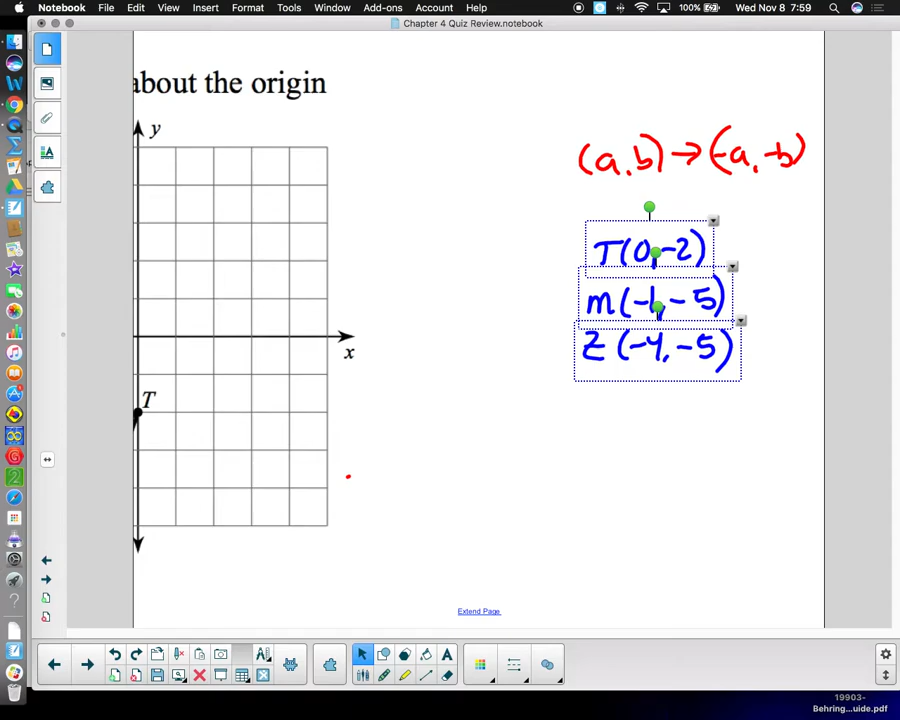 Notebook File Edit View Insert Format Tools Window Add-ons Account Help 100% Wed Nov 8 7:59
Chapter 4 Quiz Review.notebook
about the origin
y
(a,b)→(-a,-b)
T(0,-2)
m(-1,-5)
Z(-4,-5)
x
T
Extend Page
19903-
Behring...uide.pdf